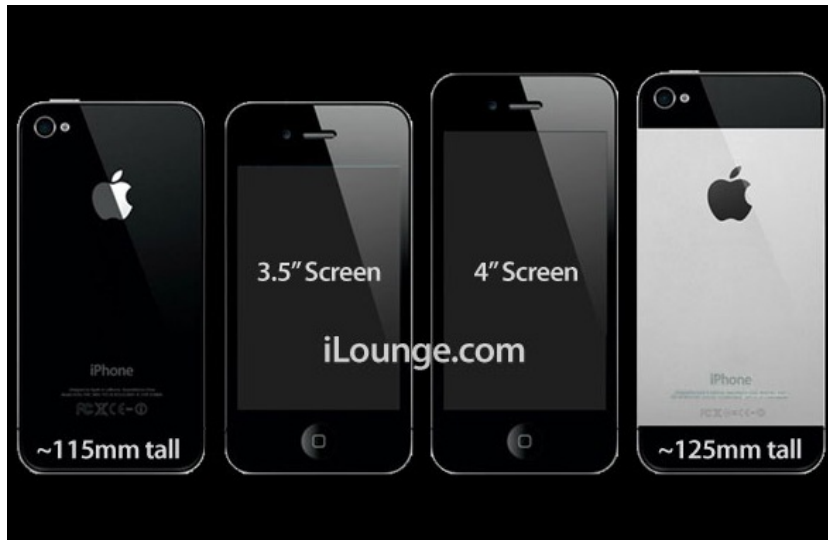 3.5” Screen
4” Screen
iLounge.com
iPhone
iPhone
~115mm tall
~125mm tall